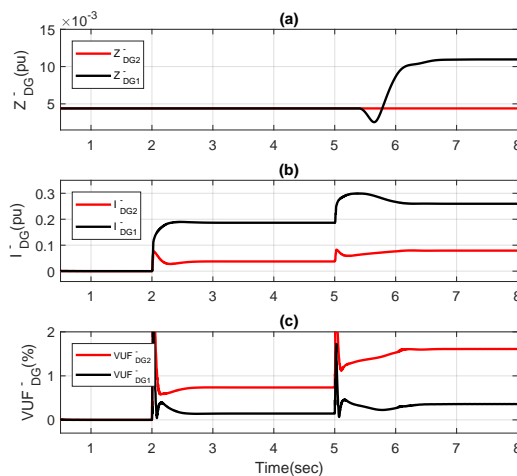 (a)
×10⁻³
15
10
5
Z⁻DG(pu)
Z⁻DG2
Z⁻DG1
1 2 3 4 5 6 7 8
(b)
0.3
0.2
0.1
0
I⁻DG(pu)
I⁻DG2
I⁻DG1
1 2 3 4 5 6 7 8
(c)
2
1
0
VUF⁻DG(%)
VUF⁻DG2
VUF⁻DG1
1 2 3 4 5 6 7 8
Time(sec)